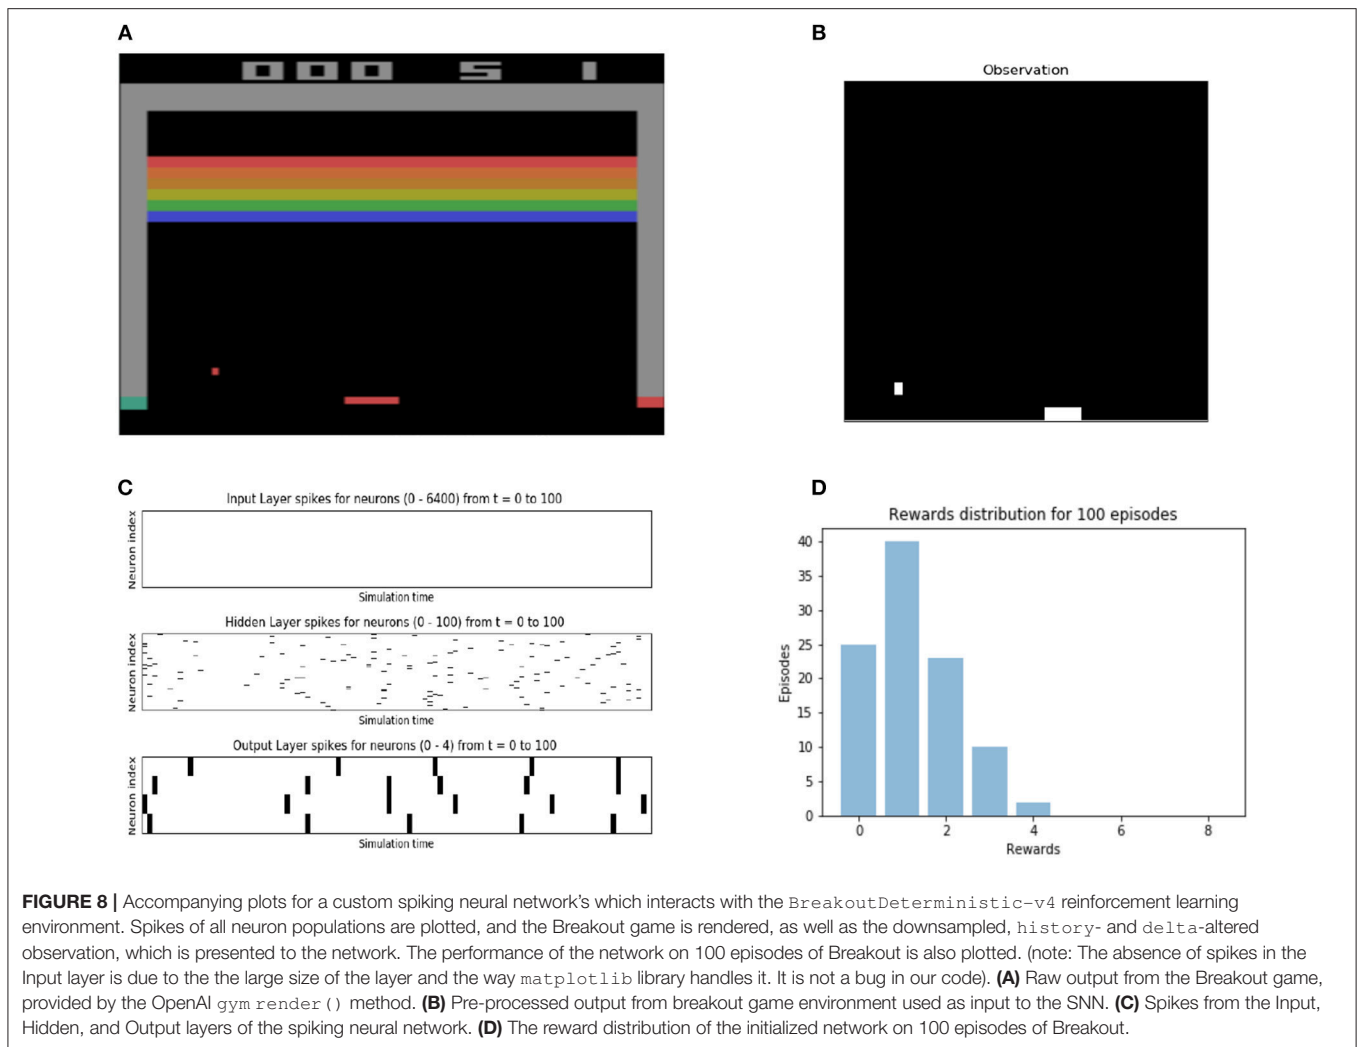 A
000 5 1
B
Observation
C
Input Layer spikes for neurons (0 - 6400) from t = 0 to 100
Neuron index
Simulation time
Hidden Layer spikes for neurons (0 - 100) from t = 0 to 100
Neuron index
Simulation time
Output Layer spikes for neurons (0 - 4) from t = 0 to 100
Neuron index
Simulation time
D
Rewards distribution for 100 episodes
Episodes
40
35
30
25
20
15
10
5
0
0 2 4 6 8
Rewards
FIGURE 8 | Accompanying plots for a custom spiking neural network's which interacts with the BreakoutDeterministic-v4 reinforcement learning
environment. Spikes of all neuron populations are plotted, and the Breakout game is rendered, as well as the downsampled, history- and delta-altered
observation, which is presented to the network. The performance of the network on 100 episodes of Breakout is also plotted. (note: The absence of spikes in the
Input layer is due to the the large size of the layer and the way matplotlib library handles it. It is not a bug in our code). (A) Raw output from the Breakout game,
provided by the OpenAI gym render() method. (B) Pre-processed output from breakout game environment used as input to the SNN. (C) Spikes from the Input,
Hidden, and Output layers of the spiking neural network. (D) The reward distribution of the initialized network on 100 episodes of Breakout.